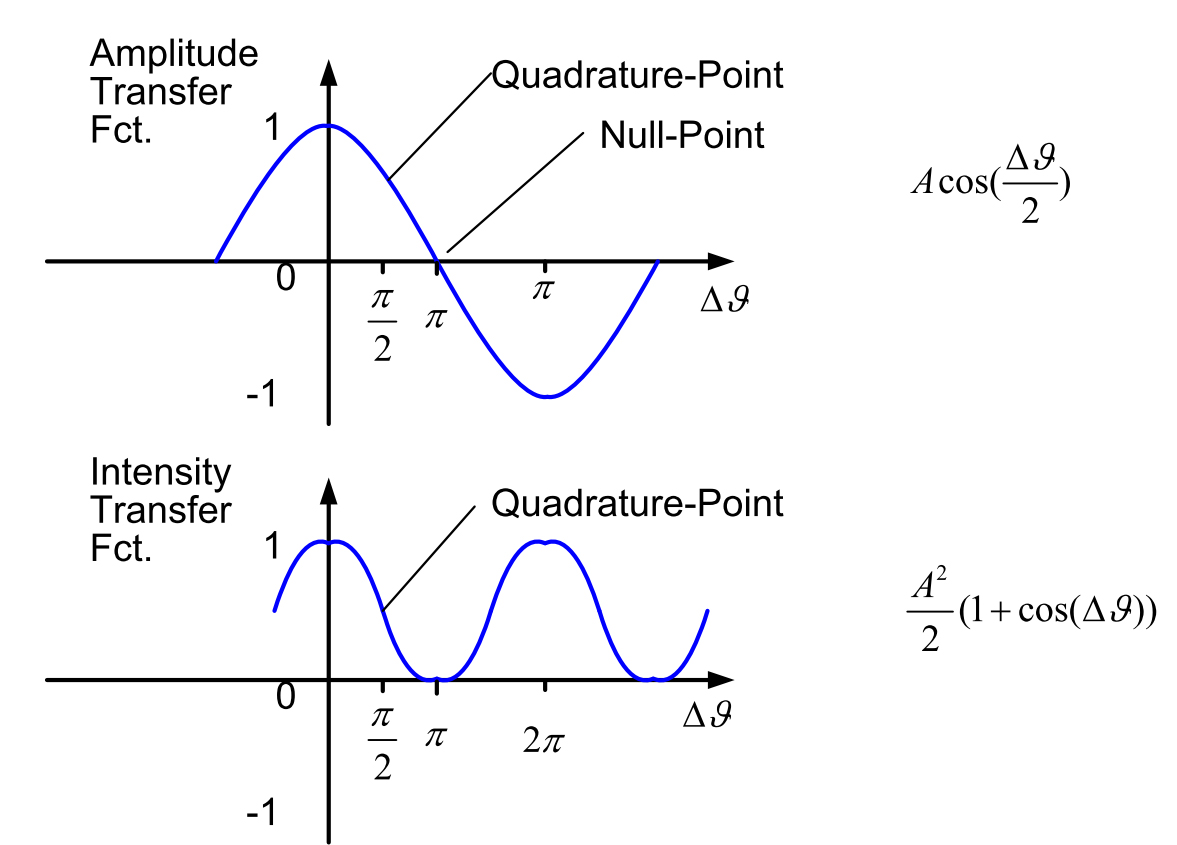 Amplitude
Transfer
Fct.
Quadrature-Point
Null-Point
1
0
-1
π/2
π
π
Δϑ
A cos(Δϑ/2)
Intensity
Transfer
Fct.
Quadrature-Point
1
0
-1
π/2
π
2π
Δϑ
A²/2 (1 + cos(Δϑ))